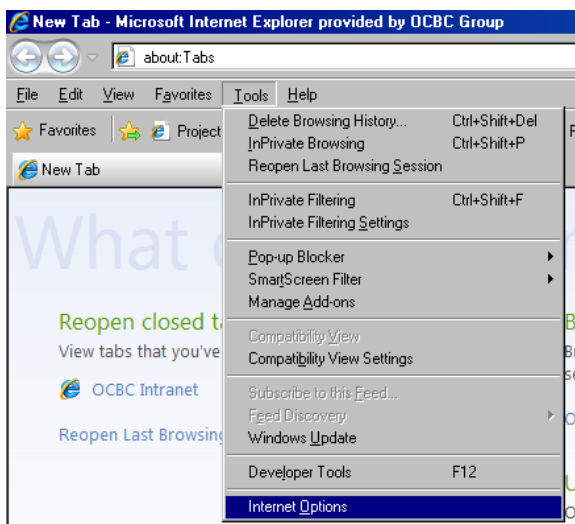 New Tab - Microsoft Internet Explorer provided by OCBC Group
about:Tabs
File Edit View Favorites Tools Help
Favorites Project
New Tab
Delete Browsing History... Ctrl+Shift+Del
InPrivate Browsing Ctrl+Shift+P
Reopen Last Browsing Session
InPrivate Filtering Ctrl+Shift+F
InPrivate Filtering Settings
Pop-up Blocker
SmartScreen Filter
Manage Add-ons
Compatibility View
Compatibility View Settings
Subscribe to this Feed...
Feed Discovery
Windows Update
Developer Tools F12
Internet Options
What
Reopen closed
View tabs that you've
OCBC Intranet
Reopen Last Browsing